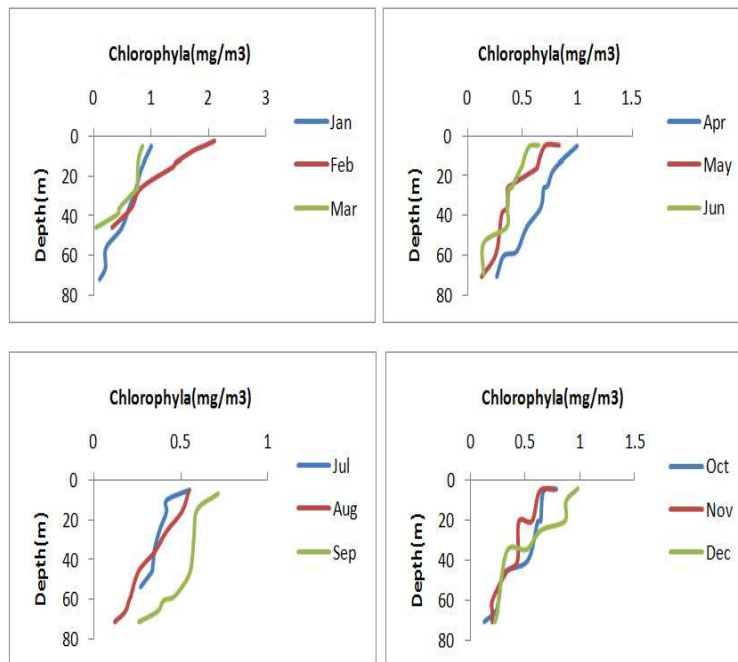 Chlorophyla(mg/m3)
0 1 2 3
0
20
40
60
80
Depth(m)
Jan
Feb
Mar
Chlorophyla(mg/m3)
0 0.5 1 1.5
0
20
40
60
80
Depth(m)
Apr
May
Jun
Chlorophyla(mg/m3)
0 0.5 1
0
20
40
60
80
Depth(m)
Jul
Aug
Sep
Chlorophyla(mg/m3)
0 0.5 1 1.5
0
20
40
60
80
Depth(m)
Oct
Nov
Dec